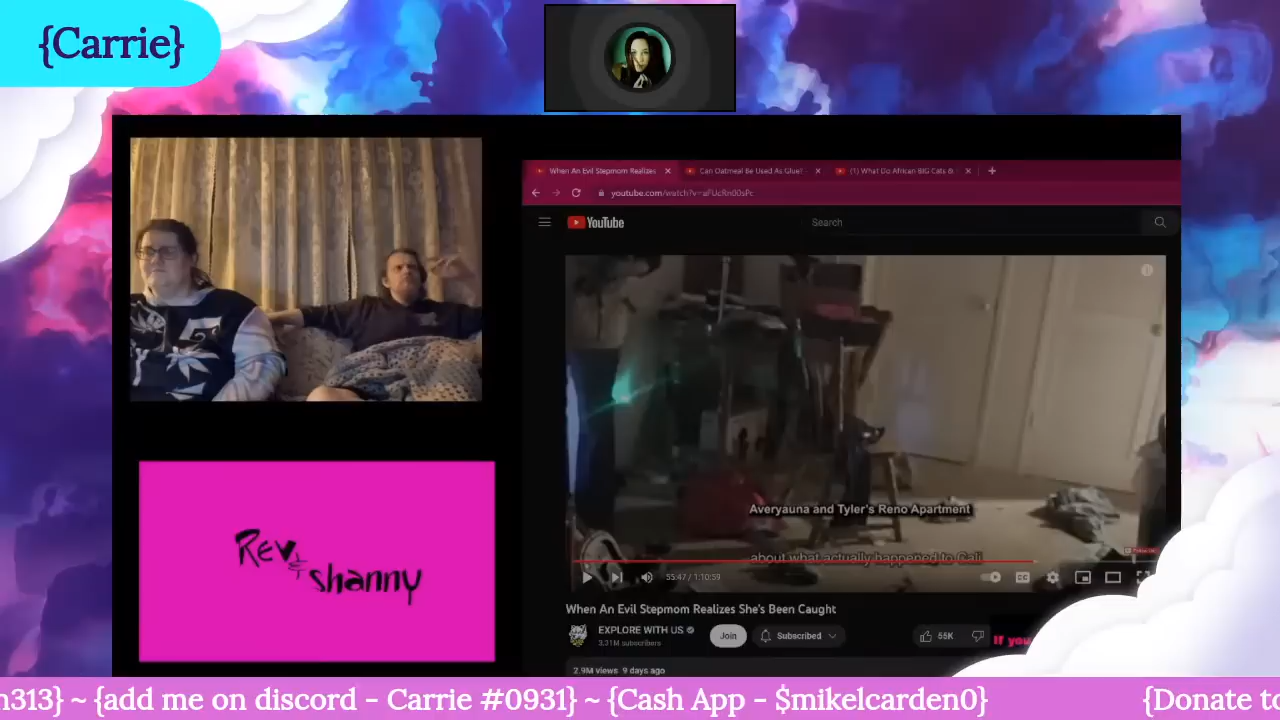 {Carrie}
When An Evil Stepmom Realizes
Can Oatmeal Be Used As Glue?
(1) What Do African BIG Cats &
youtube.com/watch?v=
YouTube
Search
Averyauna and Tyler's Reno Apartment
about what actually happened to Cali
55:47 / 1:10:59
When An Evil Stepmom Realizes She's Been Caught
EXPLORE WITH US
3.31M subscribers
Join
Subscribed
55K
If you
2.9M views 9 days ago
Rev & shanny
n313} ~ {add me on discord - Carrie #0931} ~ {Cash App - $mikelcarden0}
{Donate to